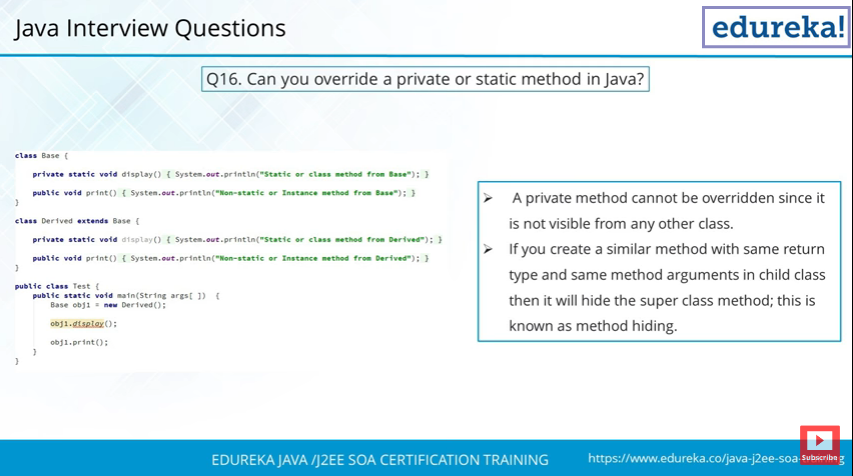 Java Interview Questions
edureka!
Q16. Can you override a private or static method in Java?
class Base {
private static void display() { System.out.println("Static or class method from Base"); }
public void print() { System.out.println("Non-static or Instance method from Base"); }
}
class Derived extends Base {
private static void display() { System.out.println("Static or class method from Derived"); }
public void print() { System.out.println("Non-static or Instance method from Derived"); }
}
public class Test {
public static void main(String args[ ]) {
Base obj1 = new Derived();
obj1.display();
obj1.print();
}
}
➢ A private method cannot be overridden since it
is not visible from any other class.
➢ If you create a similar method with same return
type and same method arguments in child class
then it will hide the super class method; this is
known as method hiding.
EDUREKA JAVA /J2EE SOA CERTIFICATION TRAINING
https://www.edureka.co/java-j2ee-soa
Subscribe